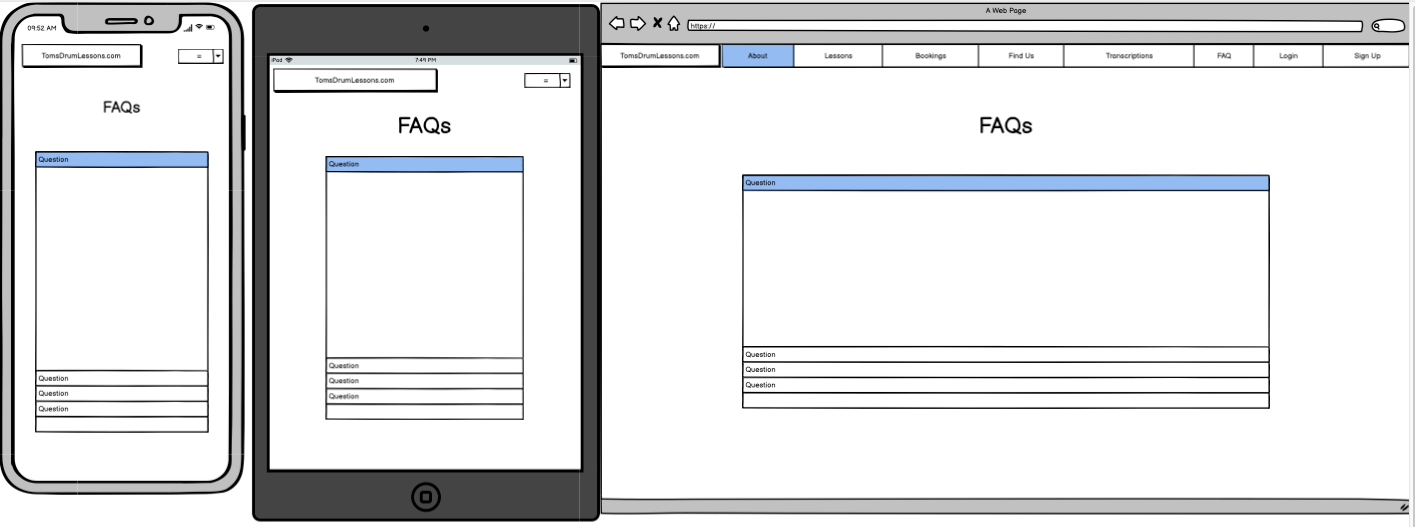 09:52 AM
TomsDrumLessons.com
=
FAQs
Question
Question
Question
Question
iPad
7:49 PM
TomsDrumLessons.com
=
FAQs
Question
Question
Question
Question
A Web Page
https://
TomsDrumLessons.com
About
Lessons
Bookings
Find Us
Transcriptions
FAQ
Login
Sign Up
FAQs
Question
Question
Question
Question